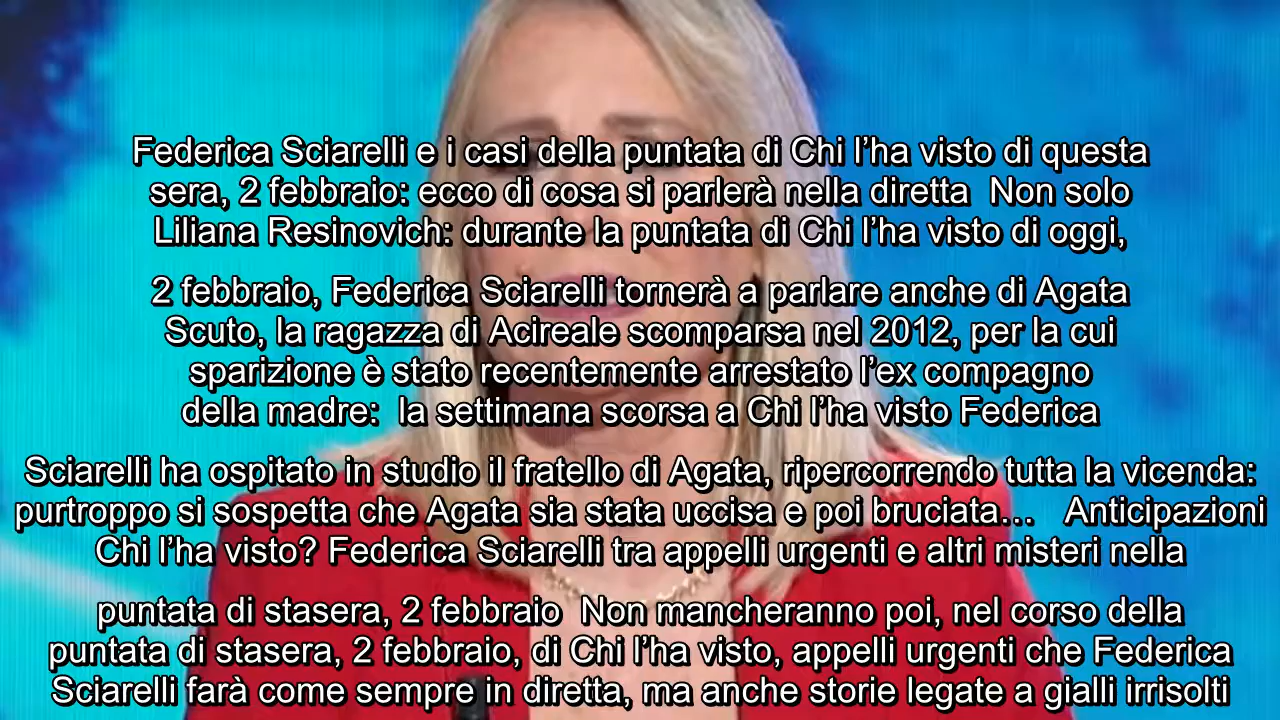 Federica Sciarelli e i casi della puntata di Chi l’ha visto di questa
sera, 2 febbraio: ecco di cosa si parlerà nella diretta  Non solo
Liliana Resinovich: durante la puntata di Chi l’ha visto di oggi,
2 febbraio, Federica Sciarelli tornerà a parlare anche di Agata
Scuto, la ragazza di Acireale scomparsa nel 2012, per la cui
sparizione è stato recentemente arrestato l’ex compagno
della madre:  la settimana scorsa a Chi l’ha visto Federica
Sciarelli ha ospitato in studio il fratello di Agata, ripercorrendo tutta la vicenda:
purtroppo si sospetta che Agata sia stata uccisa e poi bruciata…   Anticipazioni
Chi l’ha visto? Federica Sciarelli tra appelli urgenti e altri misteri nella
puntata di stasera, 2 febbraio  Non mancheranno poi, nel corso della
puntata di stasera, 2 febbraio, di Chi l’ha visto, appelli urgenti che Federica
Sciarelli farà come sempre in diretta, ma anche storie legate a gialli irrisolti